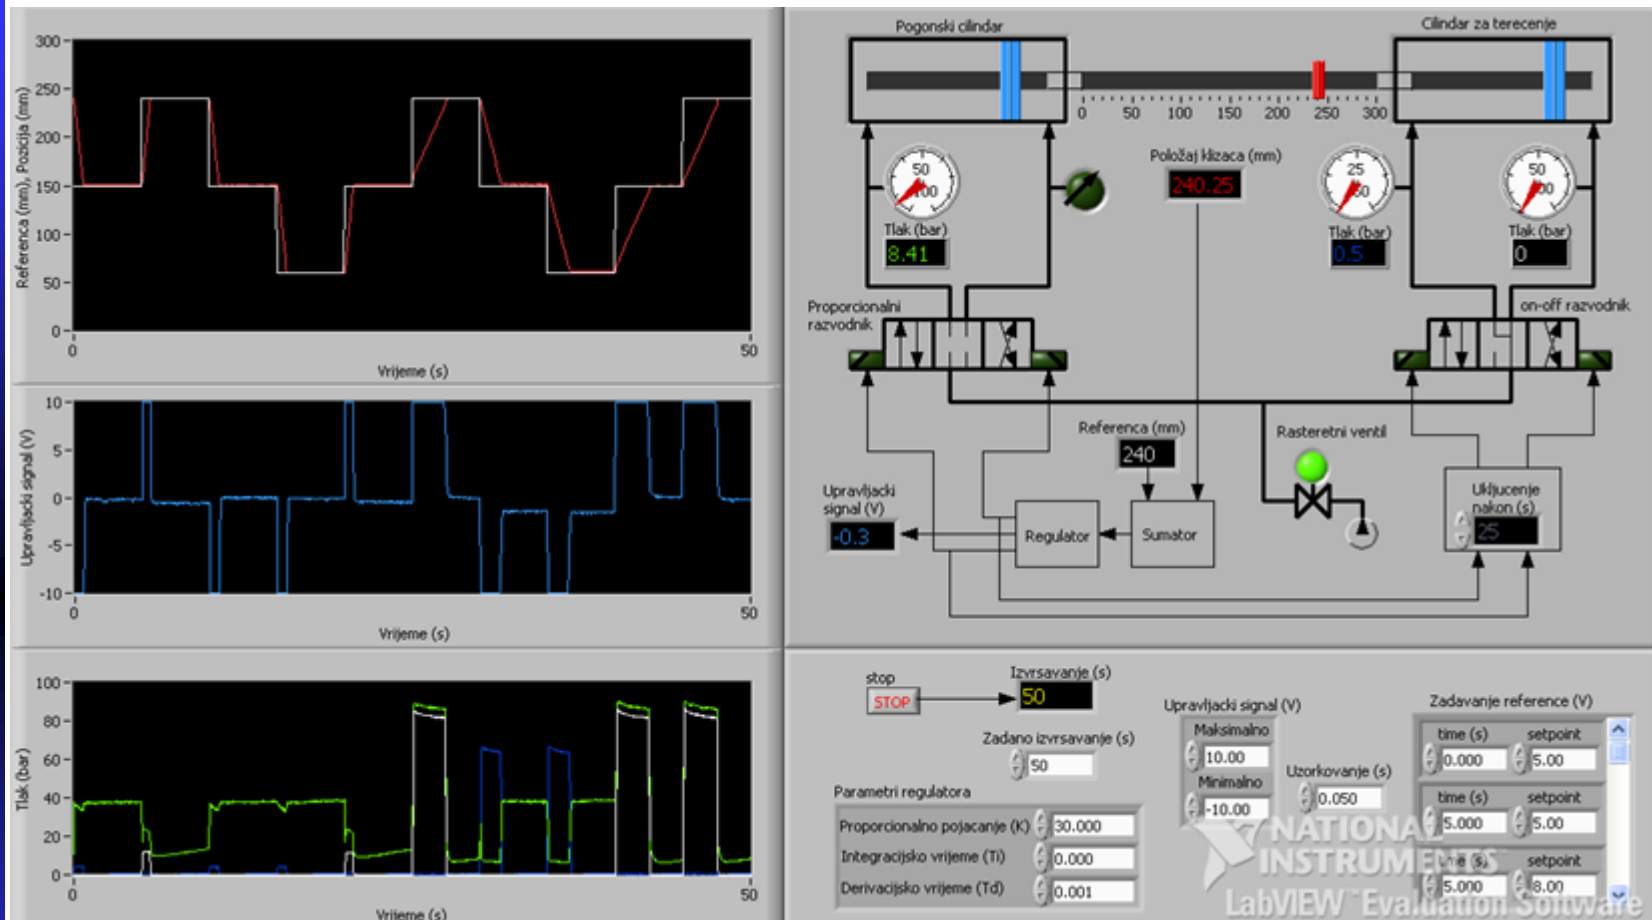 300
250
200
150
100
50
0
0
50
Referenca (mm), Pozicija (mm)
Vrijeme (s)
10
5
0
-5
-10
0
50
Upravljacki signal (V)
Vrijeme (s)
100
80
60
40
20
0
0
50
Tlak (bar)
Vrijeme (s)
Pogonski cilindar
Cilindar za terecenje
0 50 100 150 200 250 300
Položaj klizaca (mm)
240.25
50
100
Tlak (bar)
8.41
25
50
Tlak (bar)
0.5
50
Tlak (bar)
0
Proporcionalni
razvodnik
on-off razvodnik
Referenca (mm)
240
Rasteretni ventil
Upravljacki
signal (V)
-0.3
Regulator
Sumator
Ukljucenje
nakon (s)
25
stop
STOP
Izvrsavanje (s)
50
Zadano izvrsavanje (s)
50
Parametri regulatora
Proporcionalno pojacanje (K) 30.000
Integracijsko vrijeme (Ti) 0.000
Derivacijsko vrijeme (Td) 0.001
Upravljacki signal (V)
Maksimalno
10.00
Minimalno
-10.00
Uzorkovanje (s)
0.050
Zadavanje reference (V)
time (s) setpoint
0.000 5.00
time (s) setpoint
5.000 5.00
time (s) setpoint
5.000 8.00
NATIONAL
INSTRUMENTS
LabVIEW™ Evaluation Software